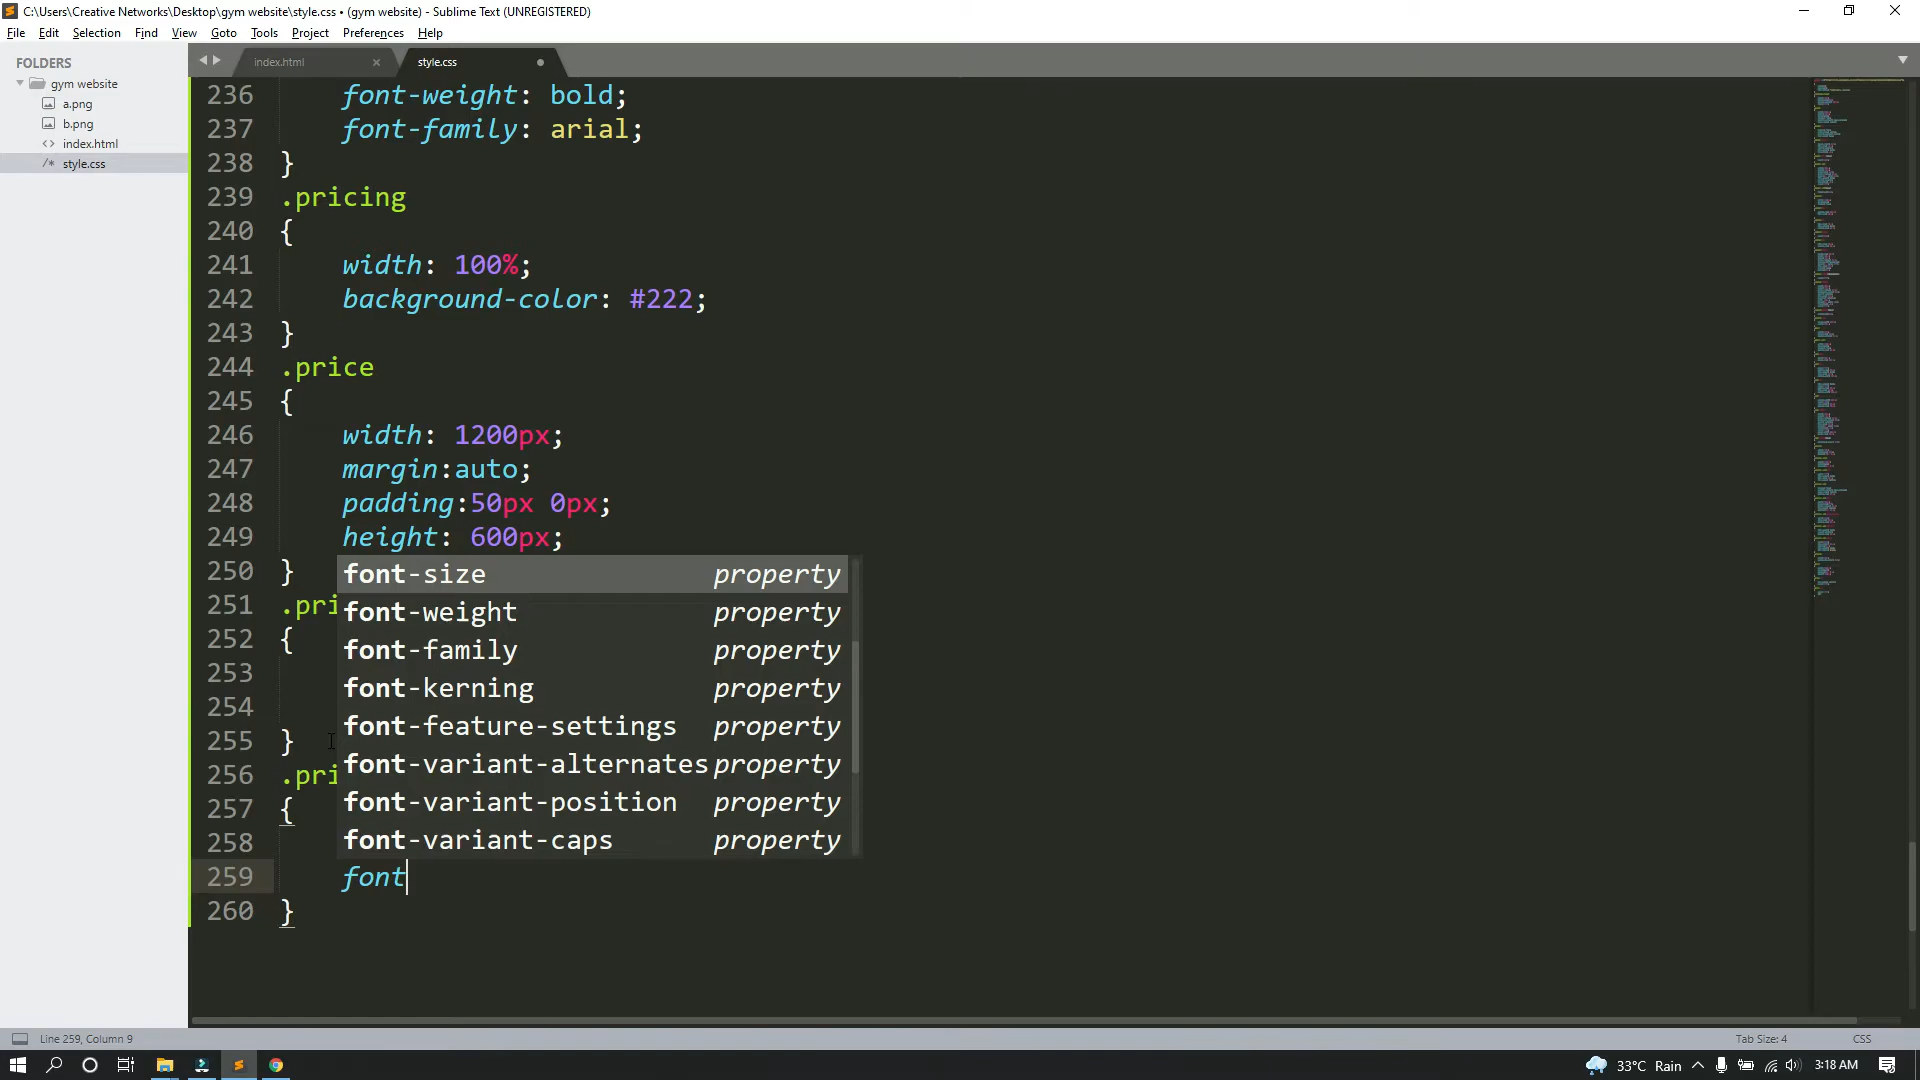 C:\Users\Creative Networks\Desktop\gym website\style.css • (gym website) - Sublime Text (UNREGISTERED)
File Edit Selection Find View Goto Tools Project Preferences Help
FOLDERS
gym website
a.png
b.png
index.html
style.css
index.html × style.css
236 font-weight: bold;
237 font-family: arial;
238 }
239 .pricing
240 {
241 width: 100%;
242 background-color: #222;
243 }
244 .price
245 {
246 width: 1200px;
247 margin:auto;
248 padding:50px 0px;
249 height: 600px;
250 } font-size property
font-weight property
251 .pri
font-family property
252 {
253 font-kerning property
254 font-feature-settings property
255 } font-variant-alternates property
256 .pri
font-variant-position property
257 {
258 font-variant-caps property
259 font
260 }
Line 259, Column 9 Tab Size: 4 CSS
33°C Rain 3:18 AM